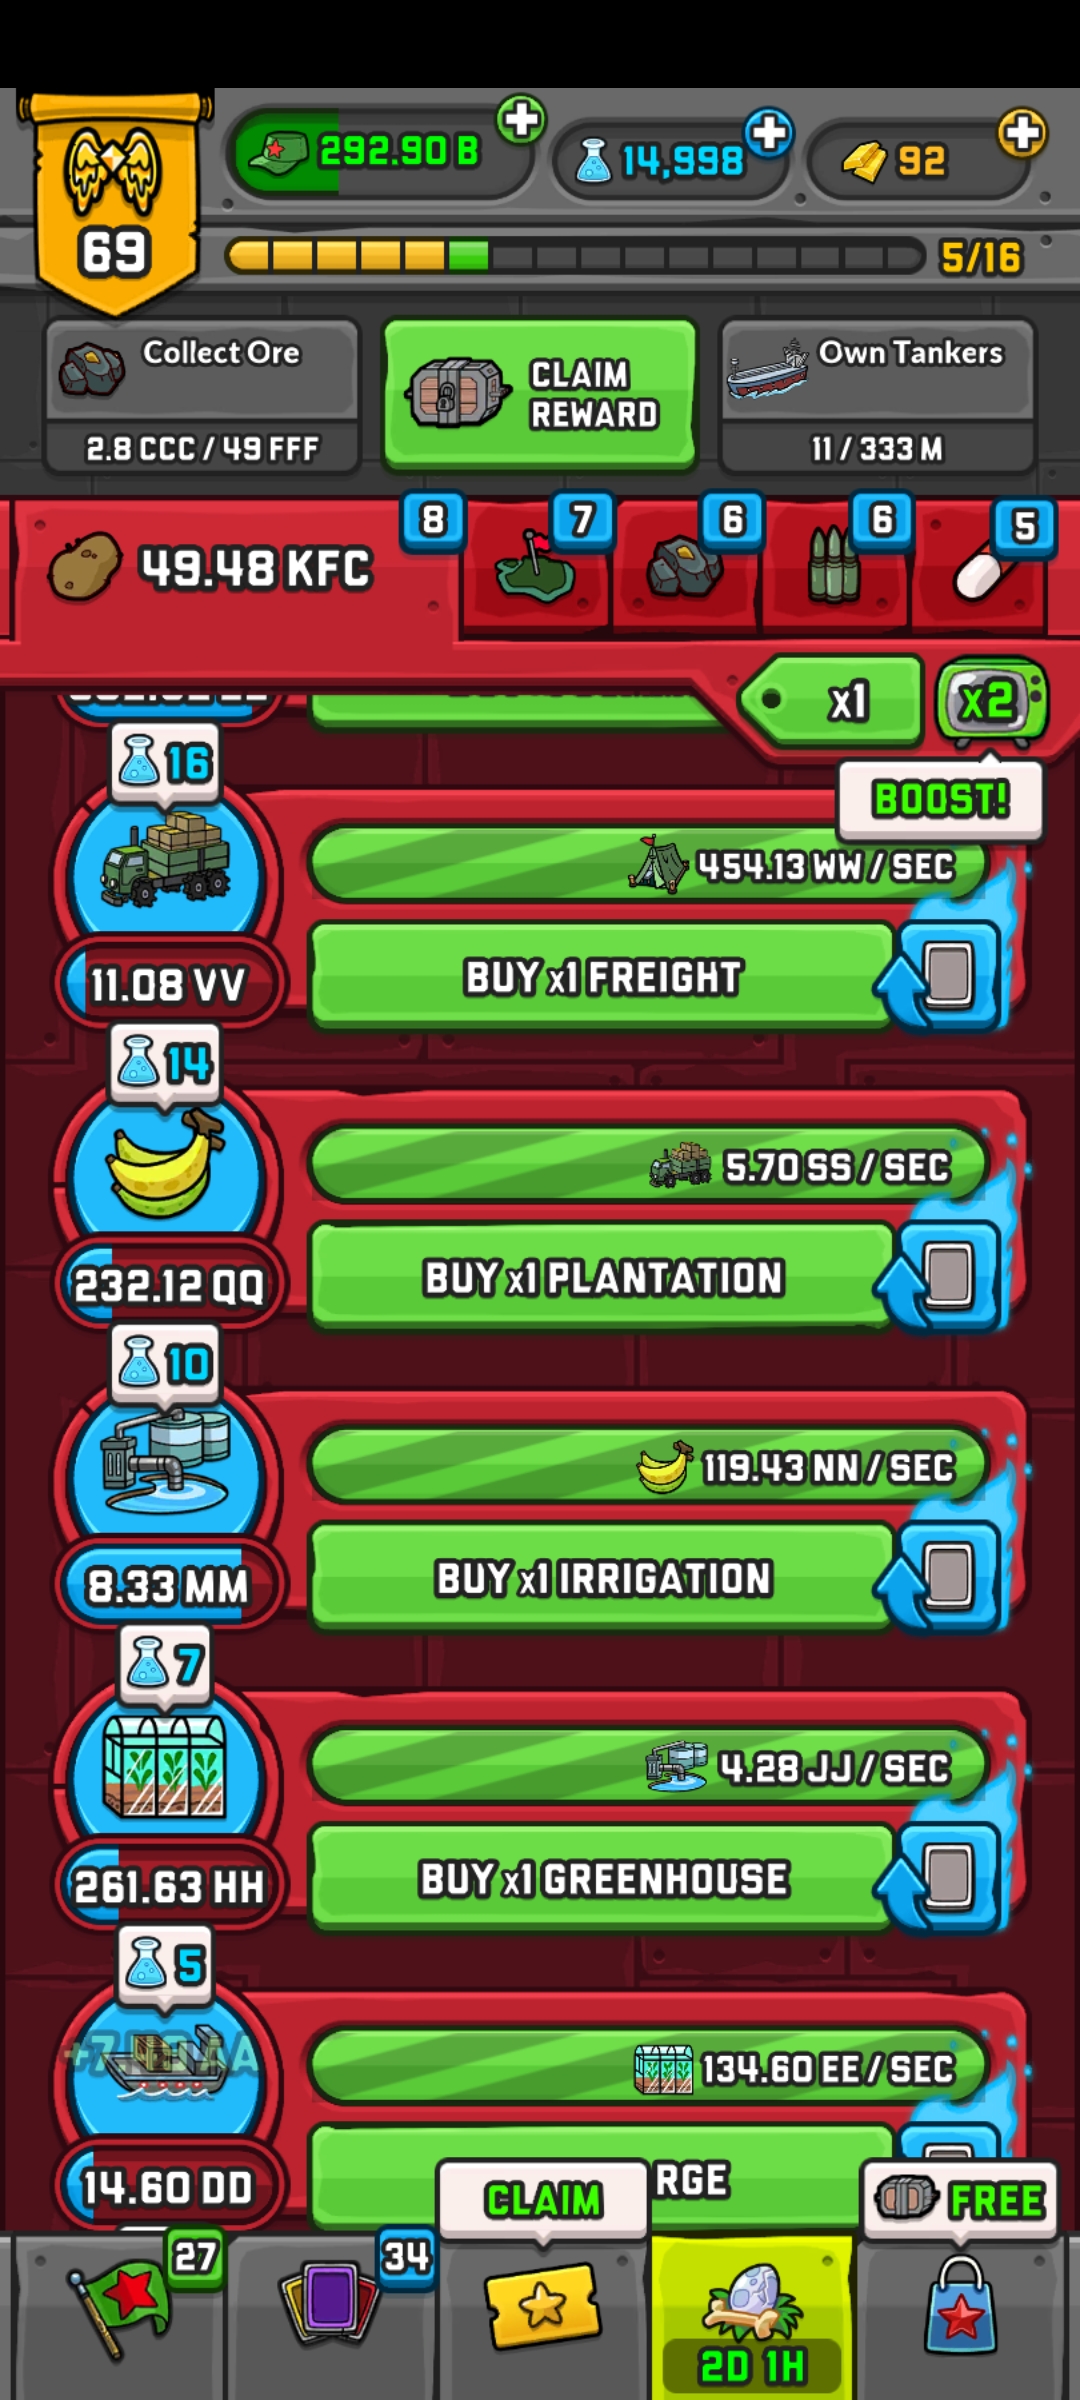 69
292.90 B
14,998
92
5/16
Collect Ore
2.8 CCC / 49 FFF
CLAIM
REWARD
Own Tankers
11 / 333 M
49.48 KFC
8
7
6
6
5
x1
x2
BOOST!
16
454.13 WW / SEC
11.08 VV
BUY x1 FREIGHT
14
5.70 SS / SEC
232.12 QQ
BUY x1 PLANTATION
10
119.43 NN / SEC
8.33 MM
BUY x1 IRRIGATION
7
4.28 JJ / SEC
261.63 HH
BUY x1 GREENHOUSE
5
134.60 EE / SEC
14.60 DD
RGE
CLAIM
FREE
27
34
2D 1H